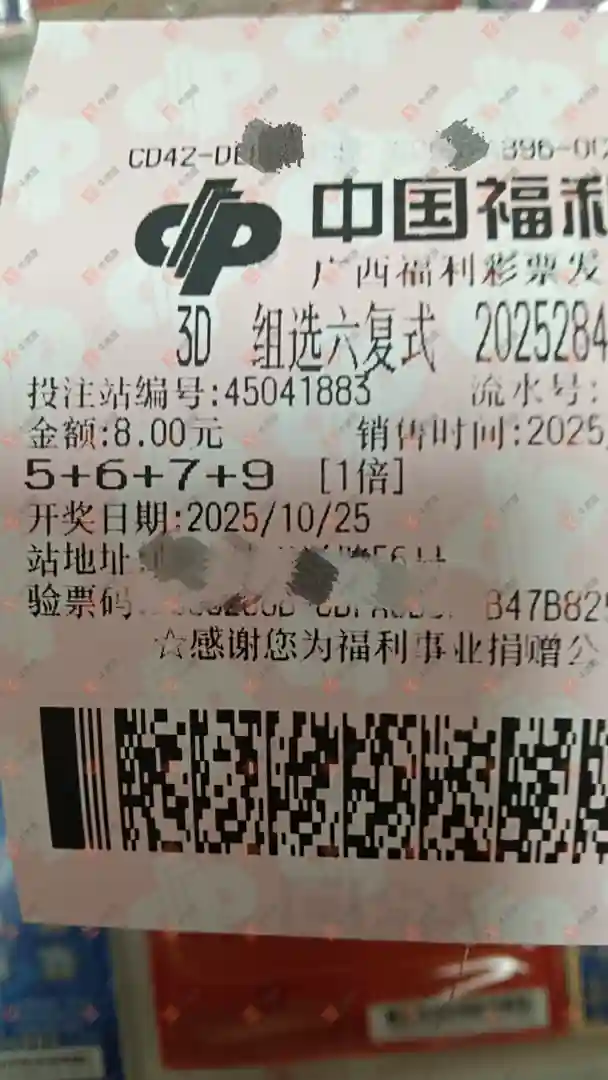 CD42-DE 896-00
中国福利
广西福利彩票发
3D 组选六复式 2025284
投注站编号:45041883 流水号:
金额:8.00元 销售时间:2025/
5+6+7+9 [1倍]
开奖日期:2025/10/25
站地址:
验票码: B47B829
☆感谢您为福利事业捐赠公